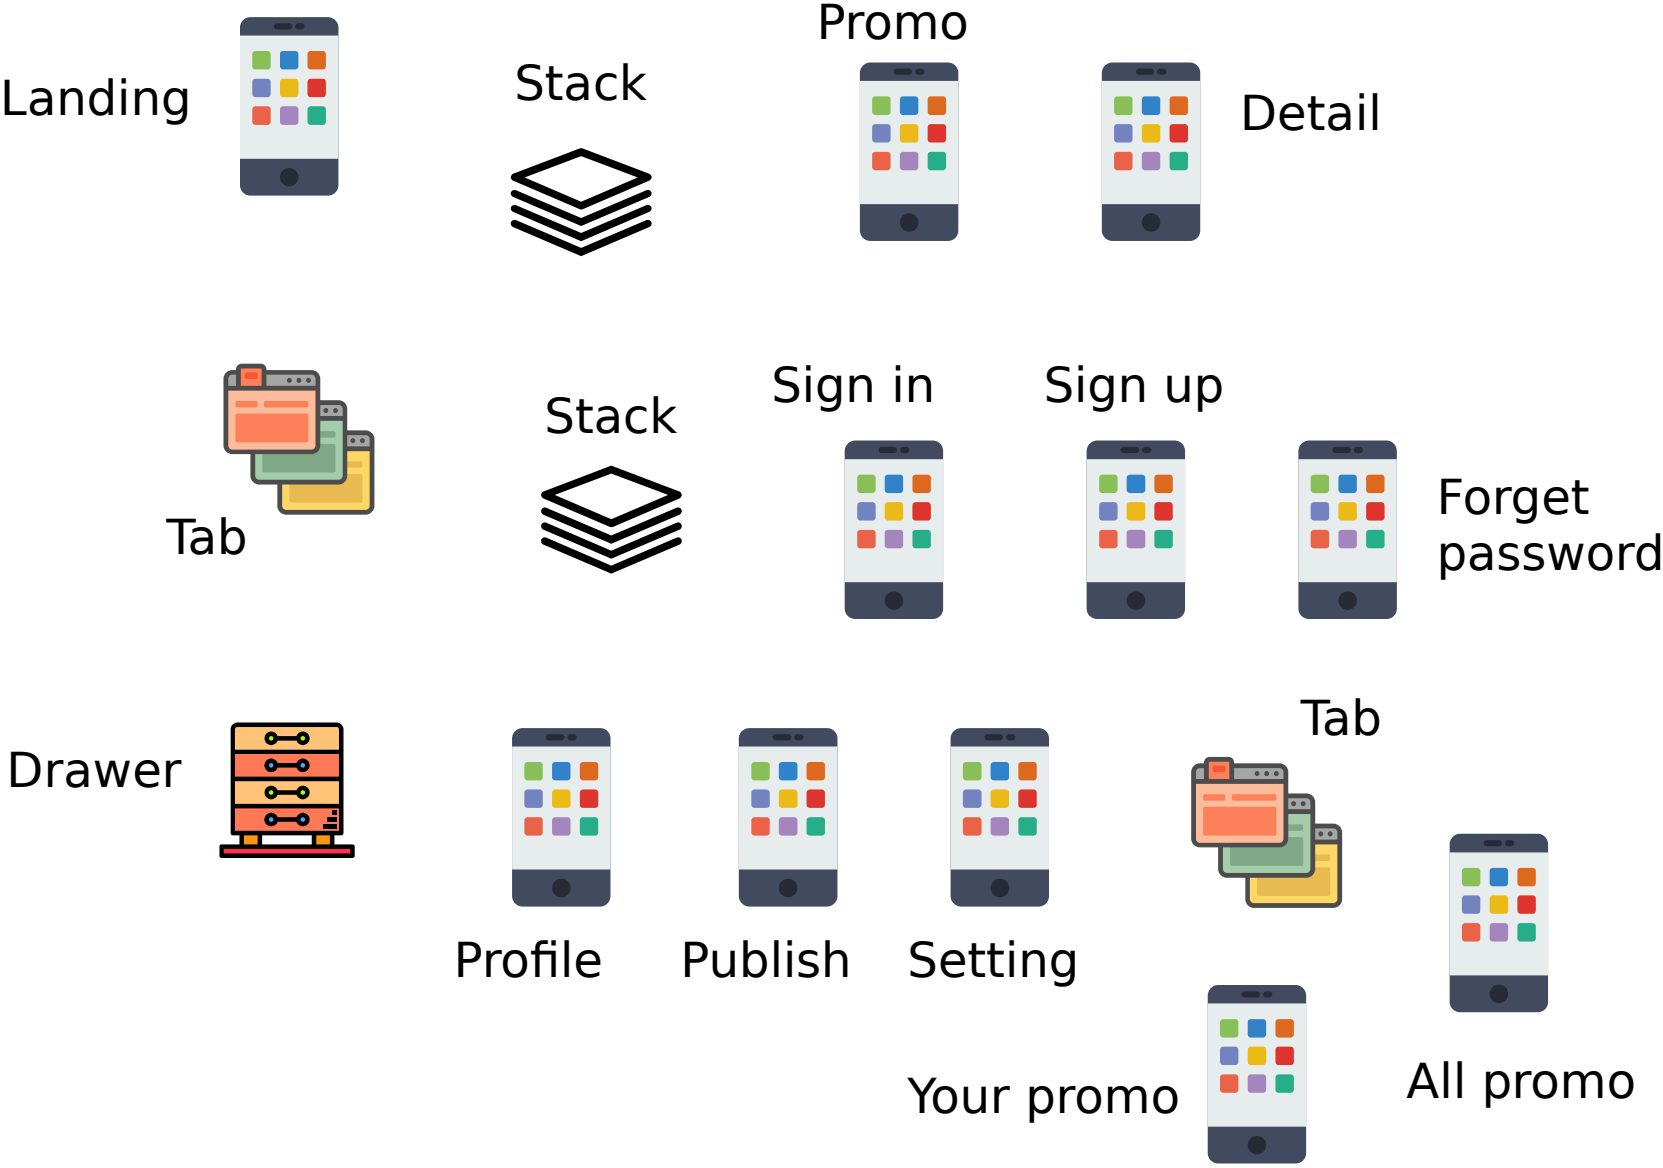 Promo
Landing
Stack
Detail
Sign in
Sign up
Stack
Tab
Forget
password
Tab
Drawer
Profile
Publish
Setting
Your promo
All promo